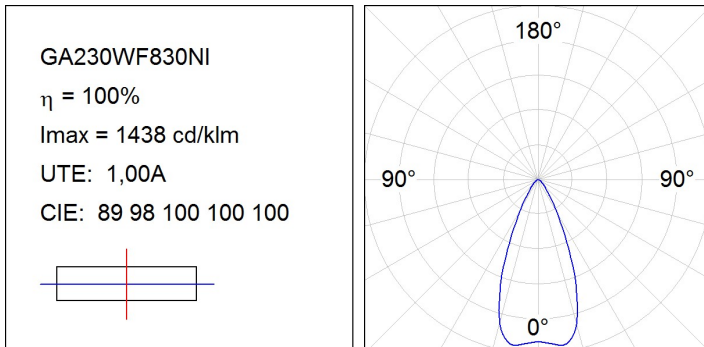 GA230WF830NI
η = 100%
Imax = 1438 cd/klm
UTE: 1,00A
CIE: 89 98 100 100 100
180°
90° 90°
0°